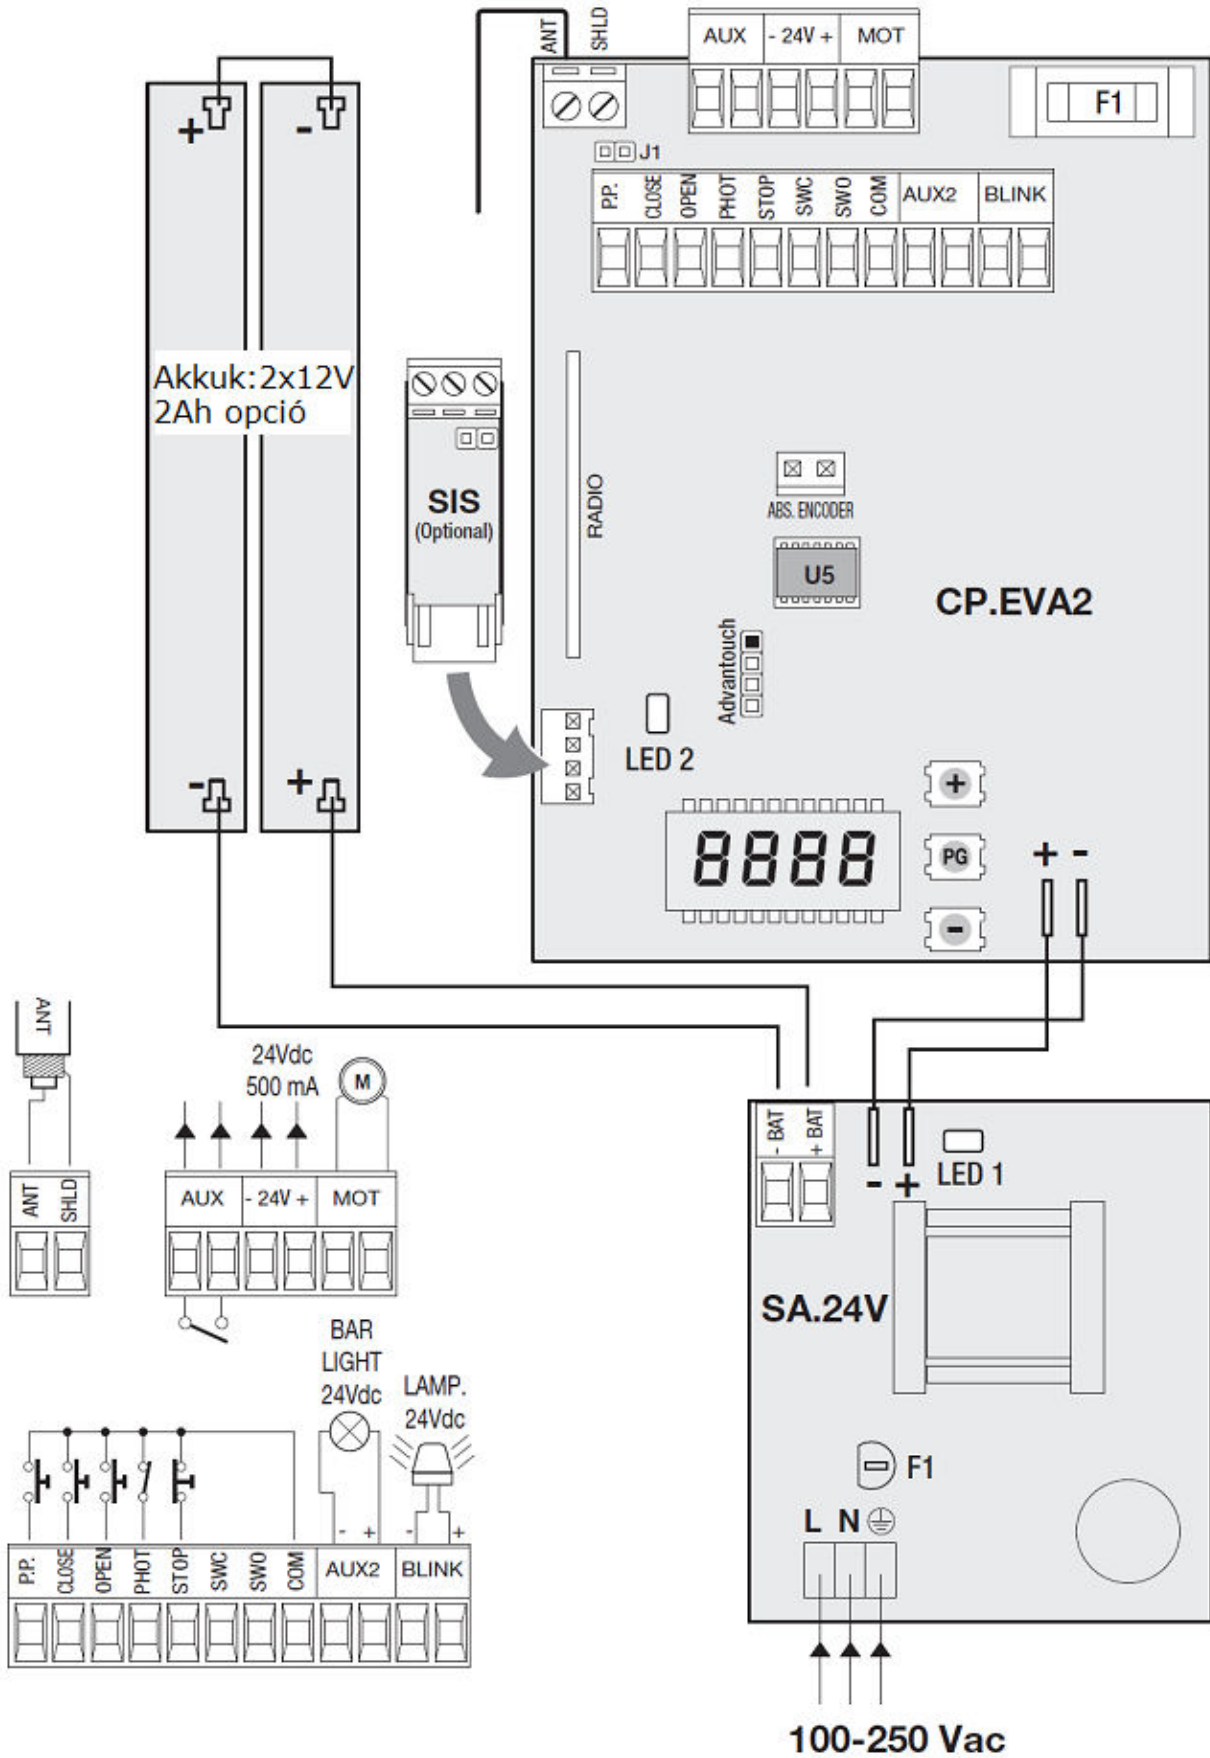 ANT SHLD
AUX - 24V + MOT
F1
+ -
J1
P.P. CLOSE OPEN PHOT STOP SWC SWO COM AUX2 BLINK
Akkuk:2x12V
2Ah opció
SIS
(Optional)
RADIO
ABS. ENCODER
U5
CP.EVA2
Advantouch
LED 2
- +
+
8888
PG
-
+ -
ANT
24Vdc
500 mA
M
ANT SHLD
AUX - 24V + MOT
- BAT + BAT
- +
LED 1
SA.24V
BAR
LIGHT
24Vdc
LAMP.
24Vdc
- + - +
P.P. CLOSE OPEN PHOT STOP SWC SWO COM AUX2 BLINK
F1
L N
100-250 Vac